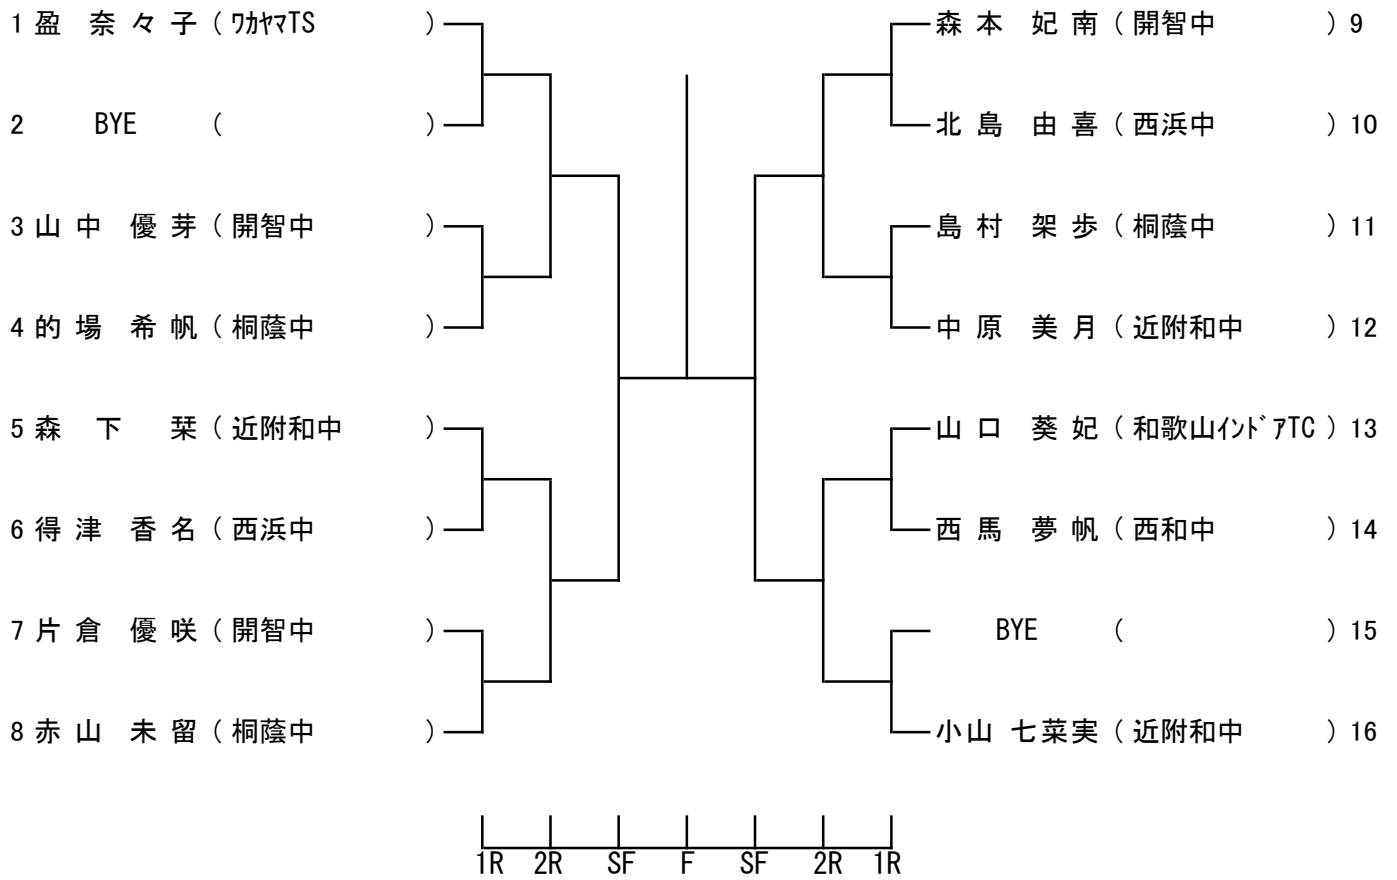 1 盈 奈 々 子 ( ﾜｶﾔﾏTS )
2 BYE ( )
3 山 中 優 芽 ( 開智中 )
4 的 場 希 帆 ( 桐蔭中 )
5 森 下 栞 ( 近附和中 )
6 得 津 香 名 ( 西浜中 )
7 片 倉 優 咲 ( 開智中 )
8 赤 山 未 留 ( 桐蔭中 )
森 本 妃 南 ( 開智中 ) 9
北 島 由 喜 ( 西浜中 ) 10
島 村 架 歩 ( 桐蔭中 ) 11
中 原 美 月 ( 近附和中 ) 12
山 口 葵 妃 ( 和歌山ｲﾝﾄﾞｱTC ) 13
西 馬 夢 帆 ( 西和中 ) 14
BYE ( ) 15
小山 七菜実 ( 近附和中 ) 16
1R 2R SF F SF 2R 1R